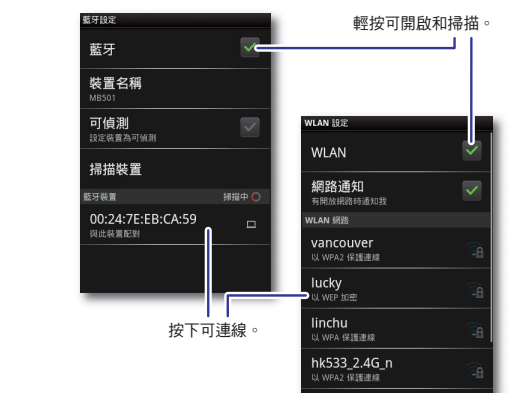 輕按可開啟和掃描。
藍牙設定
藍牙
裝置名稱
MB501
可偵測
設定裝置為可偵測
掃描裝置
藍牙裝置 掃描中
00:24:7E:EB:CA:59
與此裝置配對
WLAN 設定
WLAN
網路通知
有開放網路時通知我
WLAN 網路
vancouver
以 WPA2 保護連線
lucky
以 WEP 加密
linchu
以 WPA 保護連線
hk533_2.4G_n
以 WPA2 保護連線
按下可連線。